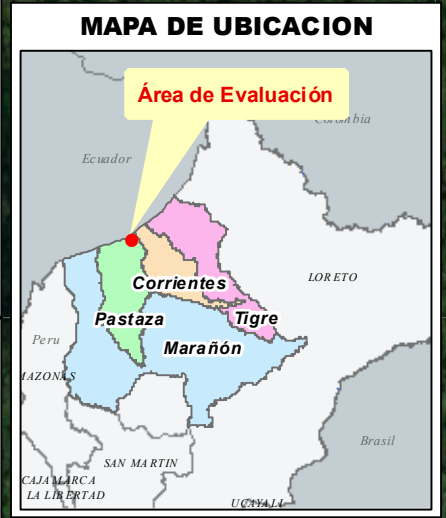 MAPA DE UBICACION
Área de Evaluación
Colombia
Ecuador
LORETO
Corrientes
Pastaza
Tigre
Marañón
Peru
MAZONAS
Brasil
SAN MARTIN
CAJAMARCA
LA LIBERTAD
UCAYALI